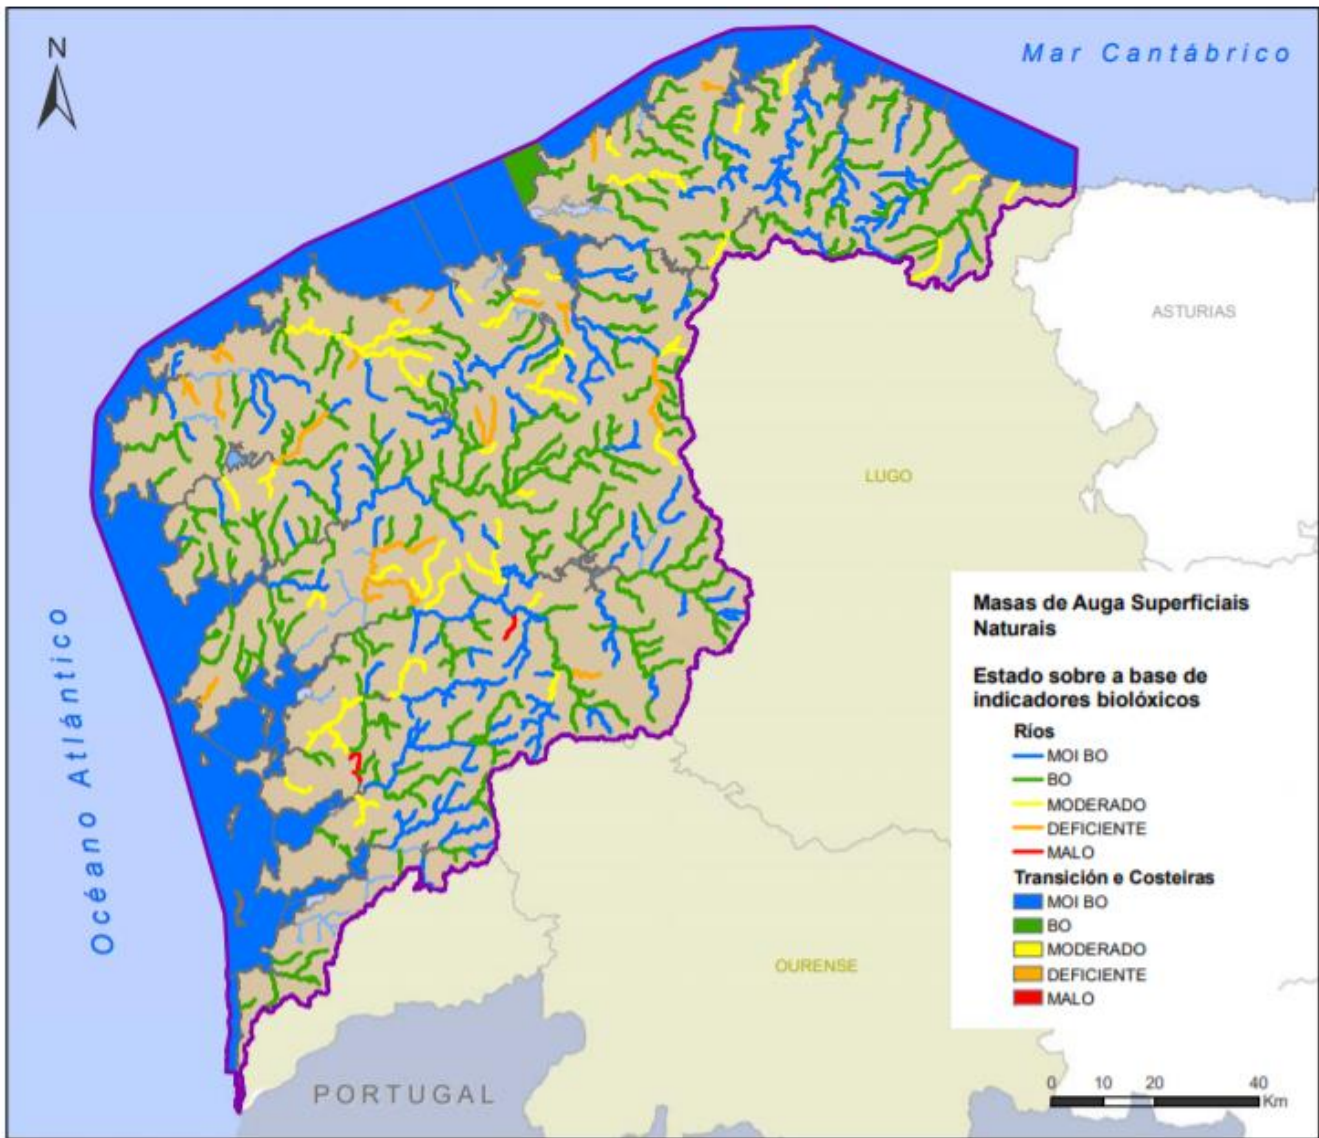 N
Mar Cantábrico
ASTURIAS
LUGO
Océano Atlántico
Masas de Auga Superficiais
Naturais
Estado sobre a base de
indicadores biolóxicos
Ríos
MOI BO
BO
MODERADO
DEFICIENTE
MALO
Transición e Costeiras
MOI BO
BO
MODERADO
DEFICIENTE
MALO
OURENSE
PORTUGAL
0 10 20 40
Km